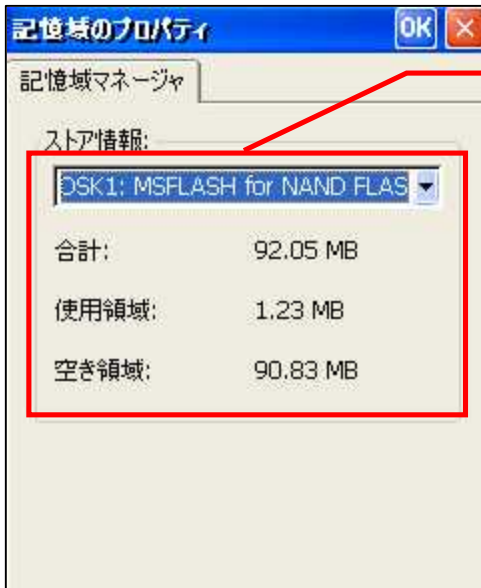 記憶域のプロパティ OK ×
記憶域マネージャ
ストア情報:
DSK1: MSFLASH for NAND FLAS
合計: 92.05 MB
使用領域: 1.23 MB
空き領域: 90.83 MB